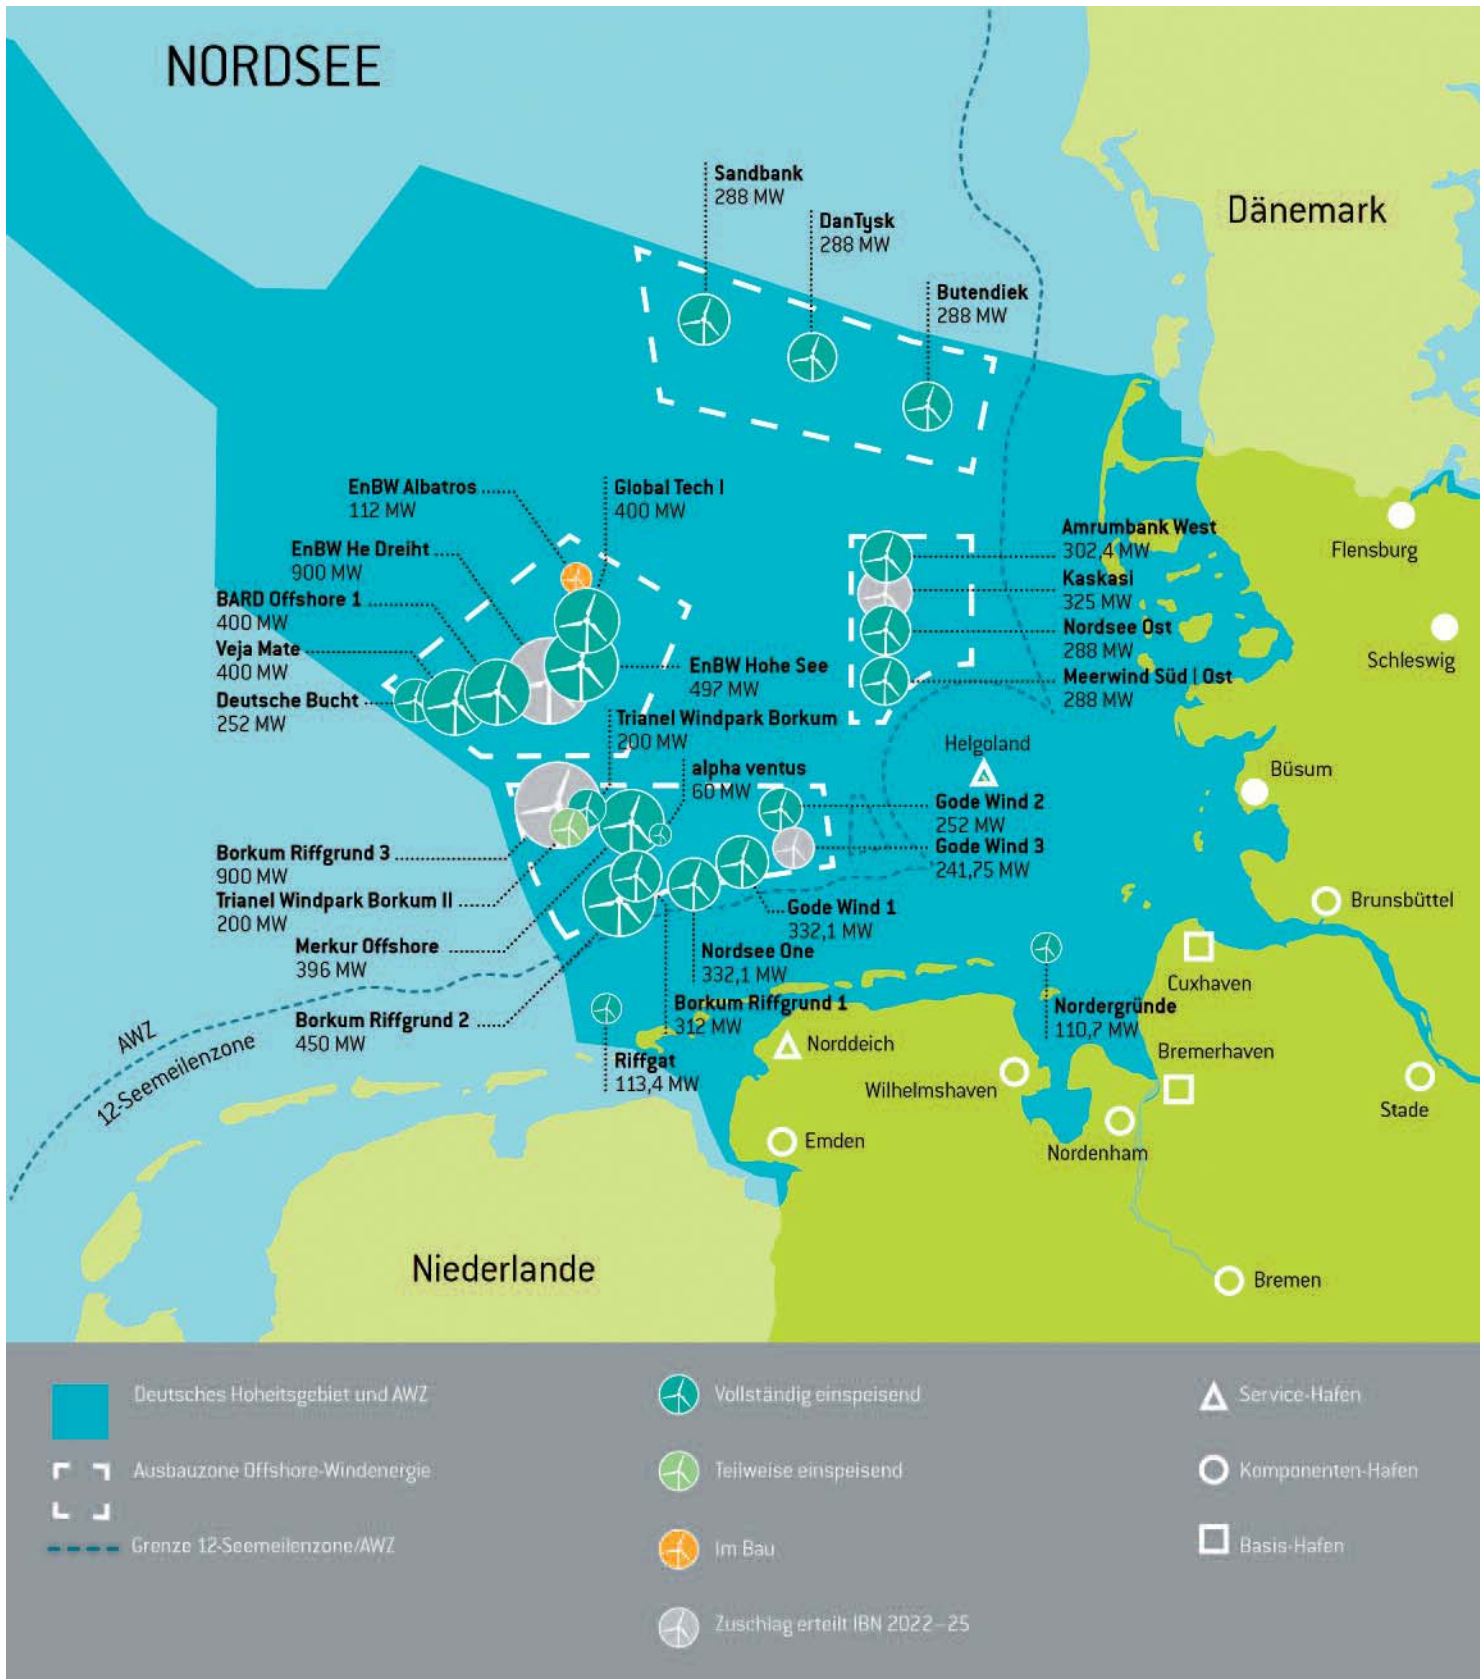 NORDSEE
Dänemark
Sandbank
288 MW
DanTysk
288 MW
Butendiek
288 MW
EnBW Albatros
112 MW
Global Tech I
400 MW
EnBW He Dreiht
900 MW
BARD Offshore 1
400 MW
Veja Mate
400 MW
Deutsche Bucht
252 MW
EnBW Hohe See
497 MW
Amrumbank West
302,4 MW
Kaskasi
325 MW
Nordsee Ost
288 MW
Meerwind Süd | Ost
288 MW
Flensburg
Schleswig
Trianel Windpark Borkum
200 MW
alpha ventus
60 MW
Helgoland
Büsum
Gode Wind 2
252 MW
Gode Wind 3
241,75 MW
Borkum Riffgrund 3
900 MW
Trianel Windpark Borkum II
200 MW
Merkur Offshore
396 MW
Borkum Riffgrund 2
450 MW
Gode Wind 1
332,1 MW
Nordsee One
332,1 MW
Borkum Riffgrund 1
312 MW
Riffgat
113,4 MW
Nordergründe
110,7 MW
Brunsbüttel
Cuxhaven
Bremerhaven
Stade
Norddeich
Wilhelmshaven
Nordenham
Emden
Bremen
AWZ
12-Seemeilenzone
Niederlande
Deutsches Hoheitsgebiet und AWZ
Ausbauzone Offshore-Windenergie
Grenze 12-Seemeilenzone/AWZ
Vollständig einspeisend
Teilweise einspeisend
Im Bau
Zuschlag erteilt IBN 2022–25
Service-Hafen
Komponenten-Hafen
Basis-Hafen